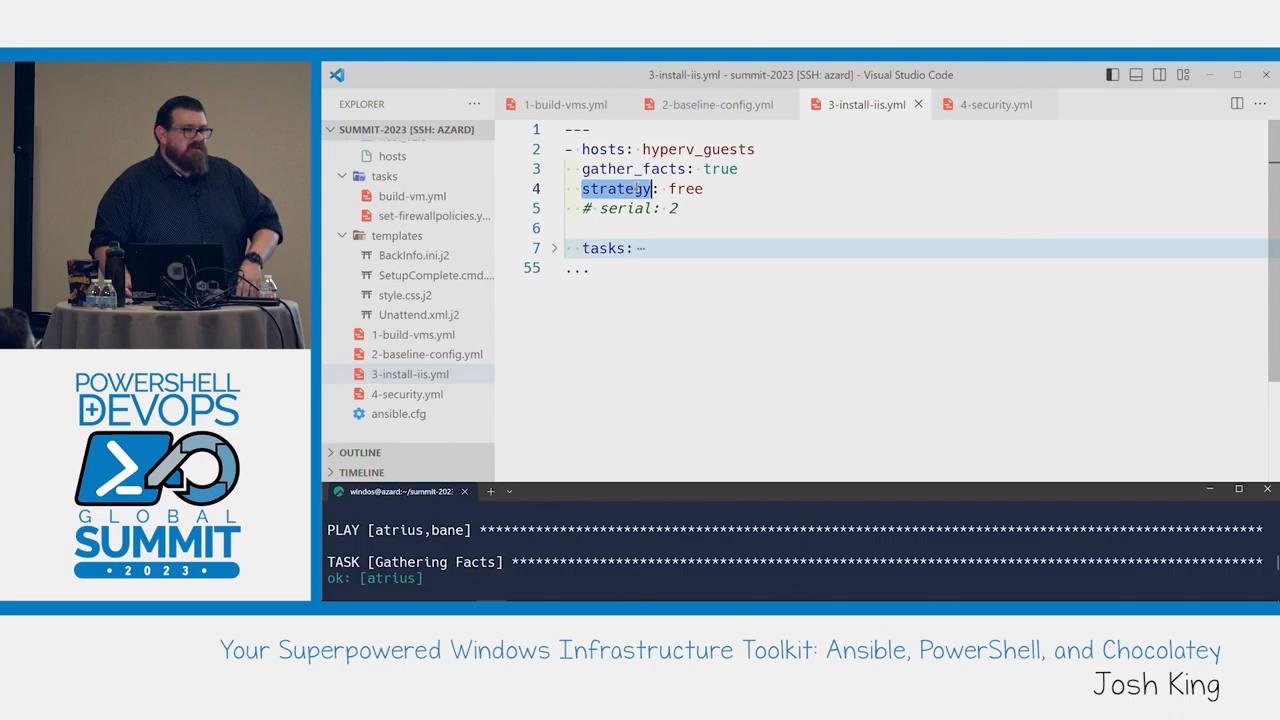 3-install-iis.yml - summit-2023 [SSH: azard] - Visual Studio Code
EXPLORER
1-build-vms.yml
2-baseline-config.yml
3-install-iis.yml
4-security.yml
SUMMIT-2023 [SSH: AZARD]
hosts
tasks
build-vm.yml
set-firewallpolicies.y...
templates
BackInfo.ini.j2
SetupComplete.cmd....
style.css.j2
Unattend.xml.j2
1-build-vms.yml
2-baseline-config.yml
3-install-iis.yml
4-security.yml
ansible.cfg
OUTLINE
TIMELINE
1 ---
2 - hosts: hyperv_guests
3 gather_facts: true
4 strategy: free
5 # serial: 2
6
7 tasks: ...
55 ...
windos@azard:~/summit-202
PLAY [atrius,bane] ***************************************************************************************************
TASK [Gathering Facts] ***********************************************************************************************
ok: [atrius]
POWERSHELL
+ DEVOPS
GLOBAL
SUMMIT
• 2023 •
Your Superpowered Windows Infrastructure Toolkit: Ansible, PowerShell, and Chocolatey
Josh King